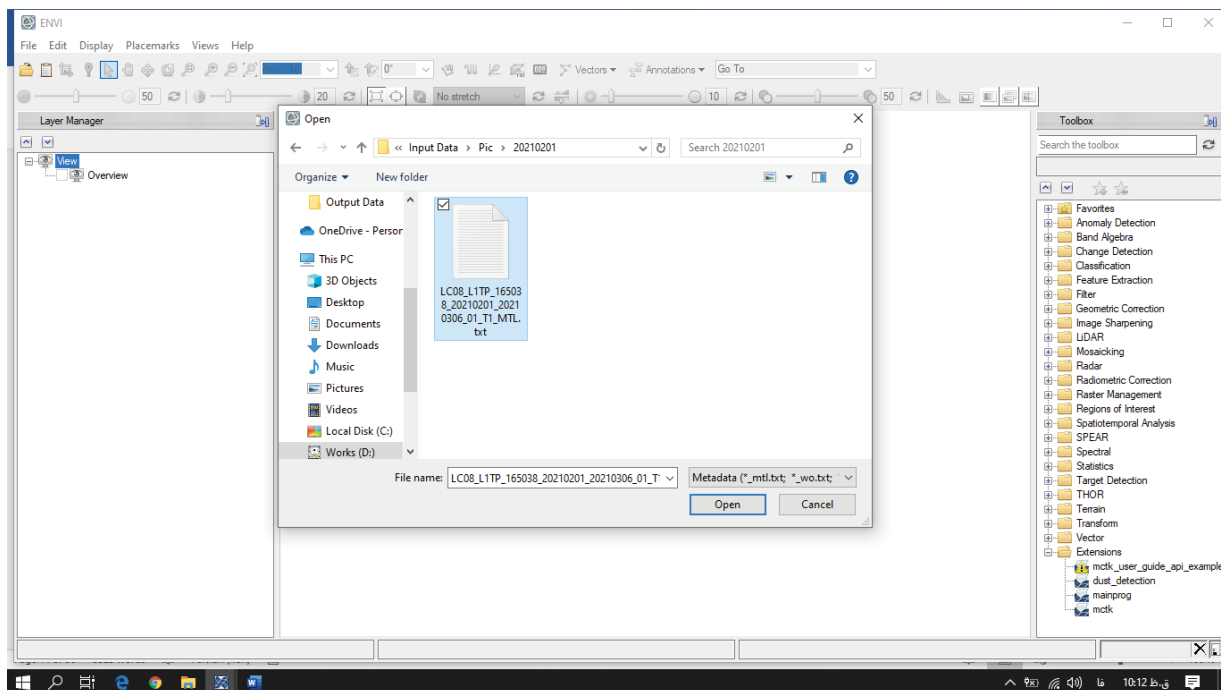 ENVI
File Edit Display Placemarks Views Help
0° Vectors Annotations Go To
50 20 No stretch 10 50
Layer Manager
View
Overview
Open
« Input Data > Pic > 20210201
Search 20210201
Organize New folder
Output Data
OneDrive - Person
This PC
3D Objects
Desktop
Documents
Downloads
Music
Pictures
Videos
Local Disk (C:)
Works (D:)
LC08_L1TP_16503
8_20210201_2021
0306_01_T1_MTL.
txt
File name: LC08_L1TP_165038_20210201_20210306_01_T
Metadata (*_mtl.txt; *_wo.txt;
Open Cancel
Toolbox
Search the toolbox
Favorites
Anomaly Detection
Band Algebra
Change Detection
Classification
Feature Extraction
Filter
Geometric Correction
Image Sharpening
LiDAR
Mosaicking
Radar
Radiometric Correction
Raster Management
Regions of Interest
Spatiotemporal Analysis
SPEAR
Spectral
Statistics
Target Detection
THOR
Terrain
Transform
Vector
Extensions
mctk_user_guide_api_example
dust_detection
mainprog
mctk
فا 10:12 ق.ظ